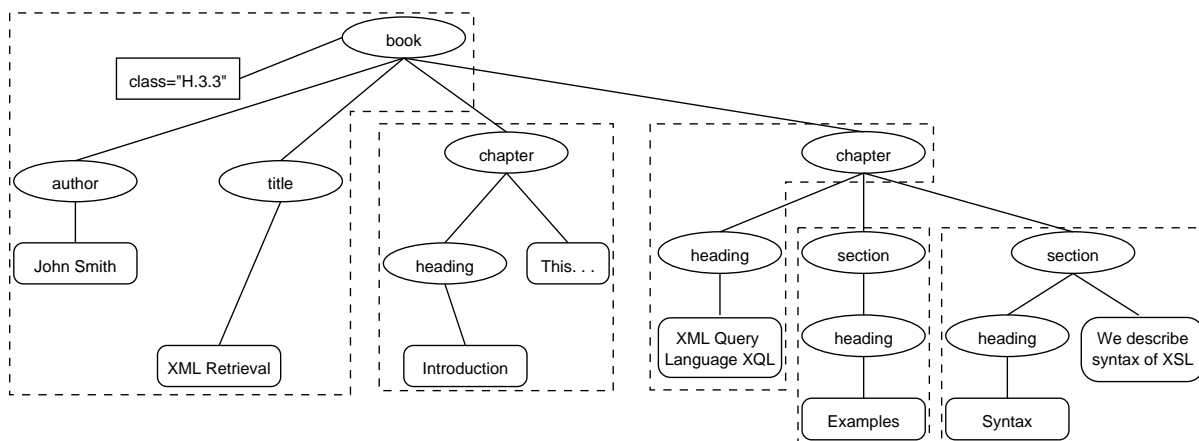 book
class="H.3.3"
chapter
chapter
author
title
John Smith
heading
This. . .
heading
section
section
XML Retrieval
Introduction
XML Query
Language XQL
heading
heading
We describe
syntax of XSL
Examples
Syntax